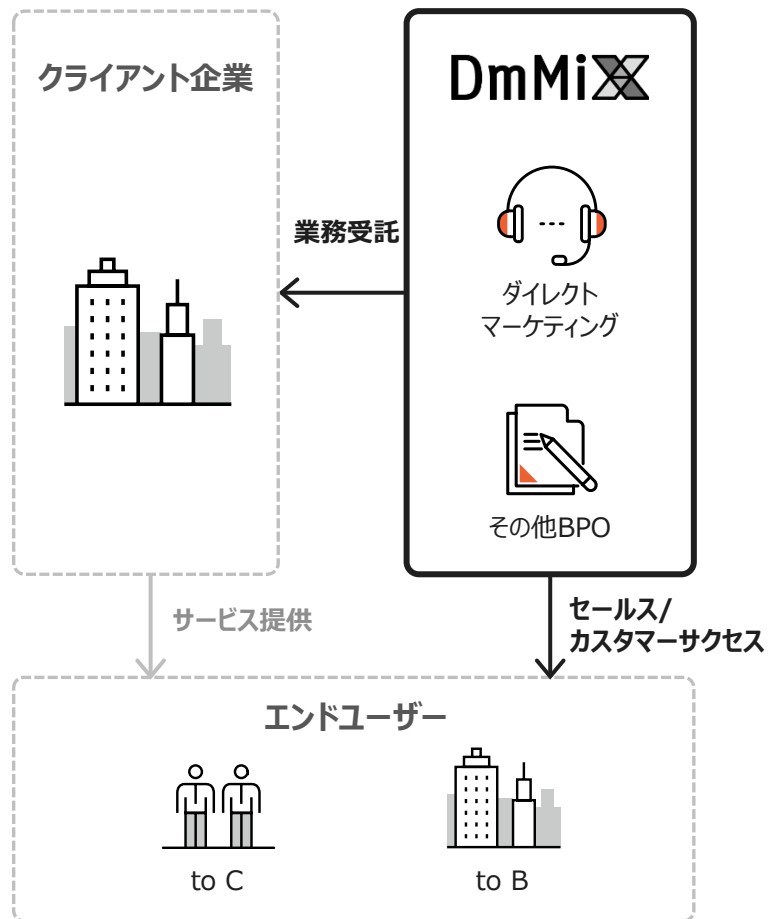 クライアント企業
DmMiX
業務受託
ダイレクト
マーケティング
その他BPO
サービス提供
セールス/
カスタマーサクセス
エンドユーザー
to C
to B